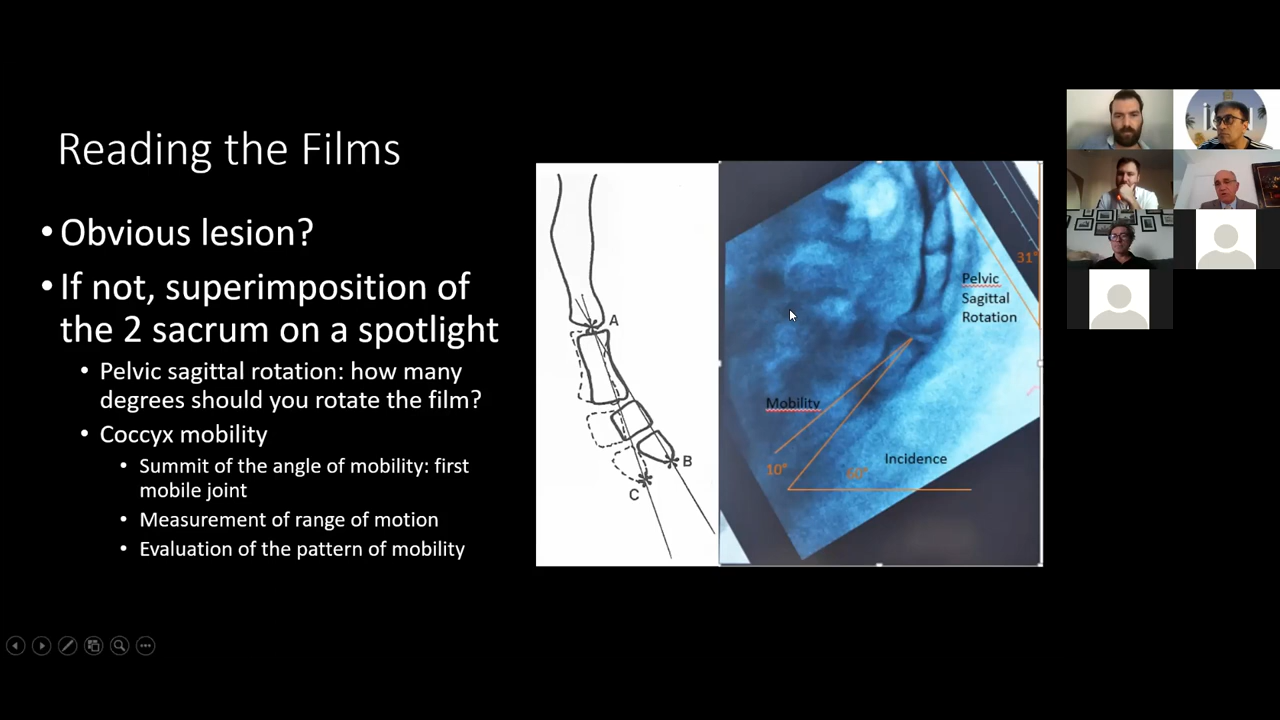 Reading the Films
• Obvious lesion?
• If not, superimposition of
the 2 sacrum on a spotlight
• Pelvic sagittal rotation: how many
degrees should you rotate the film?
• Coccyx mobility
• Summit of the angle of mobility: first
mobile joint
• Measurement of range of motion
• Evaluation of the pattern of mobility
A
B
C
31°
Pelvic
Sagittal
Rotation
Mobility
Incidence
10°
60°